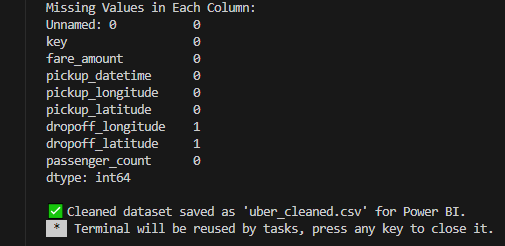 Missing Values in Each Column:
Unnamed: 0 0
key 0
fare_amount 0
pickup_datetime 0
pickup_longitude 0
pickup_latitude 0
dropoff_longitude 1
dropoff_latitude 1
passenger_count 0
dtype: int64
✅ Cleaned dataset saved as 'uber_cleaned.csv' for Power BI.
* Terminal will be reused by tasks, press any key to close it.